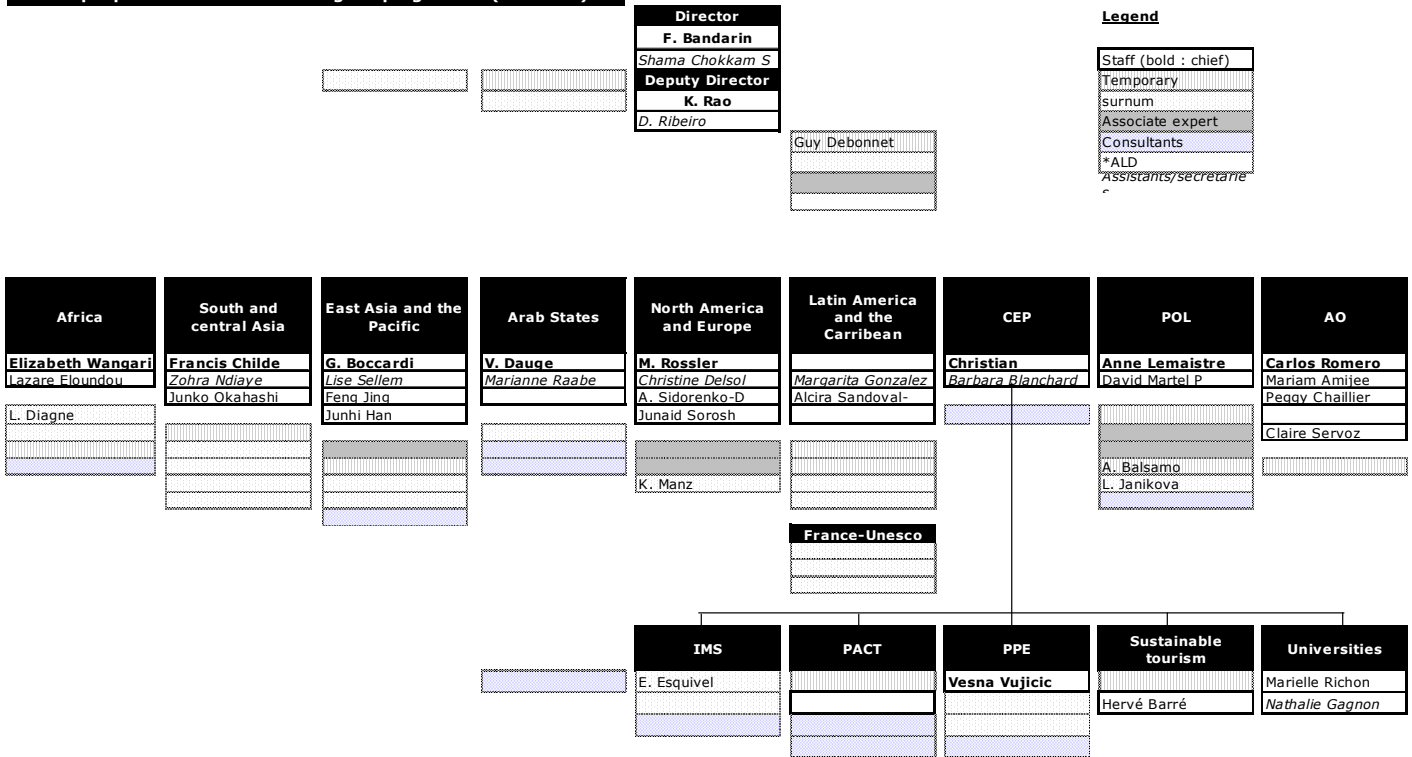 Director
F. Bandarin
Shama Chokkam S
Deputy Director
K. Rao
D. Ribeiro
Guy Debonnet
Legend
Staff (bold : chief)
Temporary
surnum
Associate expert
Consultants
*ALD
Assistants/secretarie
Africa
Elizabeth Wangari
Lazare Eloundou
L. Diagne
South and
central Asia
Francis Childe
Zohra Ndiaye
Junko Okahashi
East Asia and the
Pacific
G. Boccardi
Lise Sellem
Feng Jing
Junhi Han
Arab States
V. Dauge
Marianne Raabe
North America
and Europe
M. Rossler
Christine Delsol
A. Sidorenko-D
Junaid Sorosh
K. Manz
Latin America
and the
Carribean
Margarita Gonzalez
Alcira Sandoval-
France-Unesco
CEP
Christian
Barbara Blanchard
POL
Anne Lemaistre
David Martel P
A. Balsamo
L. Janikova
AO
Carlos Romero
Mariam Amijee
Peggy Chaillier
Claire Servoz
IMS
E. Esquivel
PACT
PPE
Vesna Vujicic
Sustainable
tourism
Hervé Barré
Universities
Marielle Richon
Nathalie Gagnon